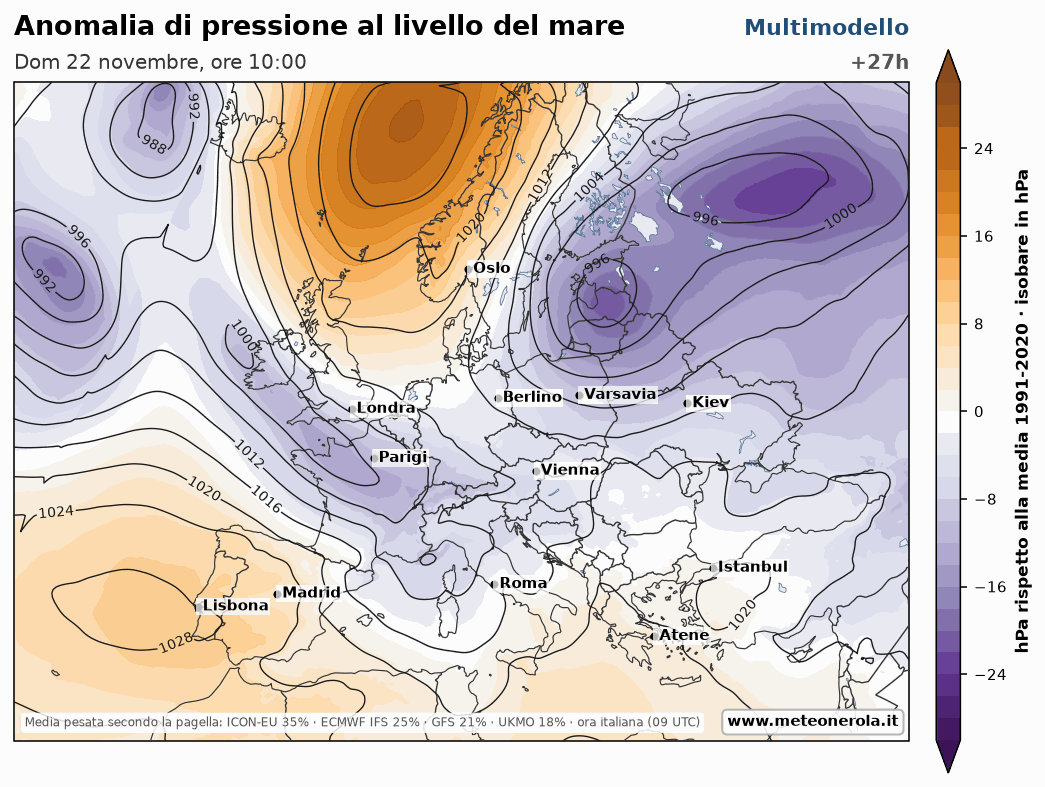 Anomalia di pressione al livello del mare
Multimodello
Dom 22 novembre, ore 10:00
+27h
992
988
996
992
1012
1004
1020
996
1000
996
Oslo
1000
Londra
Berlino
Varsavia
Kiev
Parigi
Vienna
1012
1020
1016
1024
Istanbul
Roma
Madrid
Lisbona
1020
Atene
1028
Media pesata secondo la pagella: ICON-EU 35% · ECMWF IFS 25% · GFS 21% · UKMO 18% · ora italiana (09 UTC)
www.meteonerola.it
24
16
8
0
−8
−16
−24
hPa rispetto alla media 1991-2020 · isobare in hPa